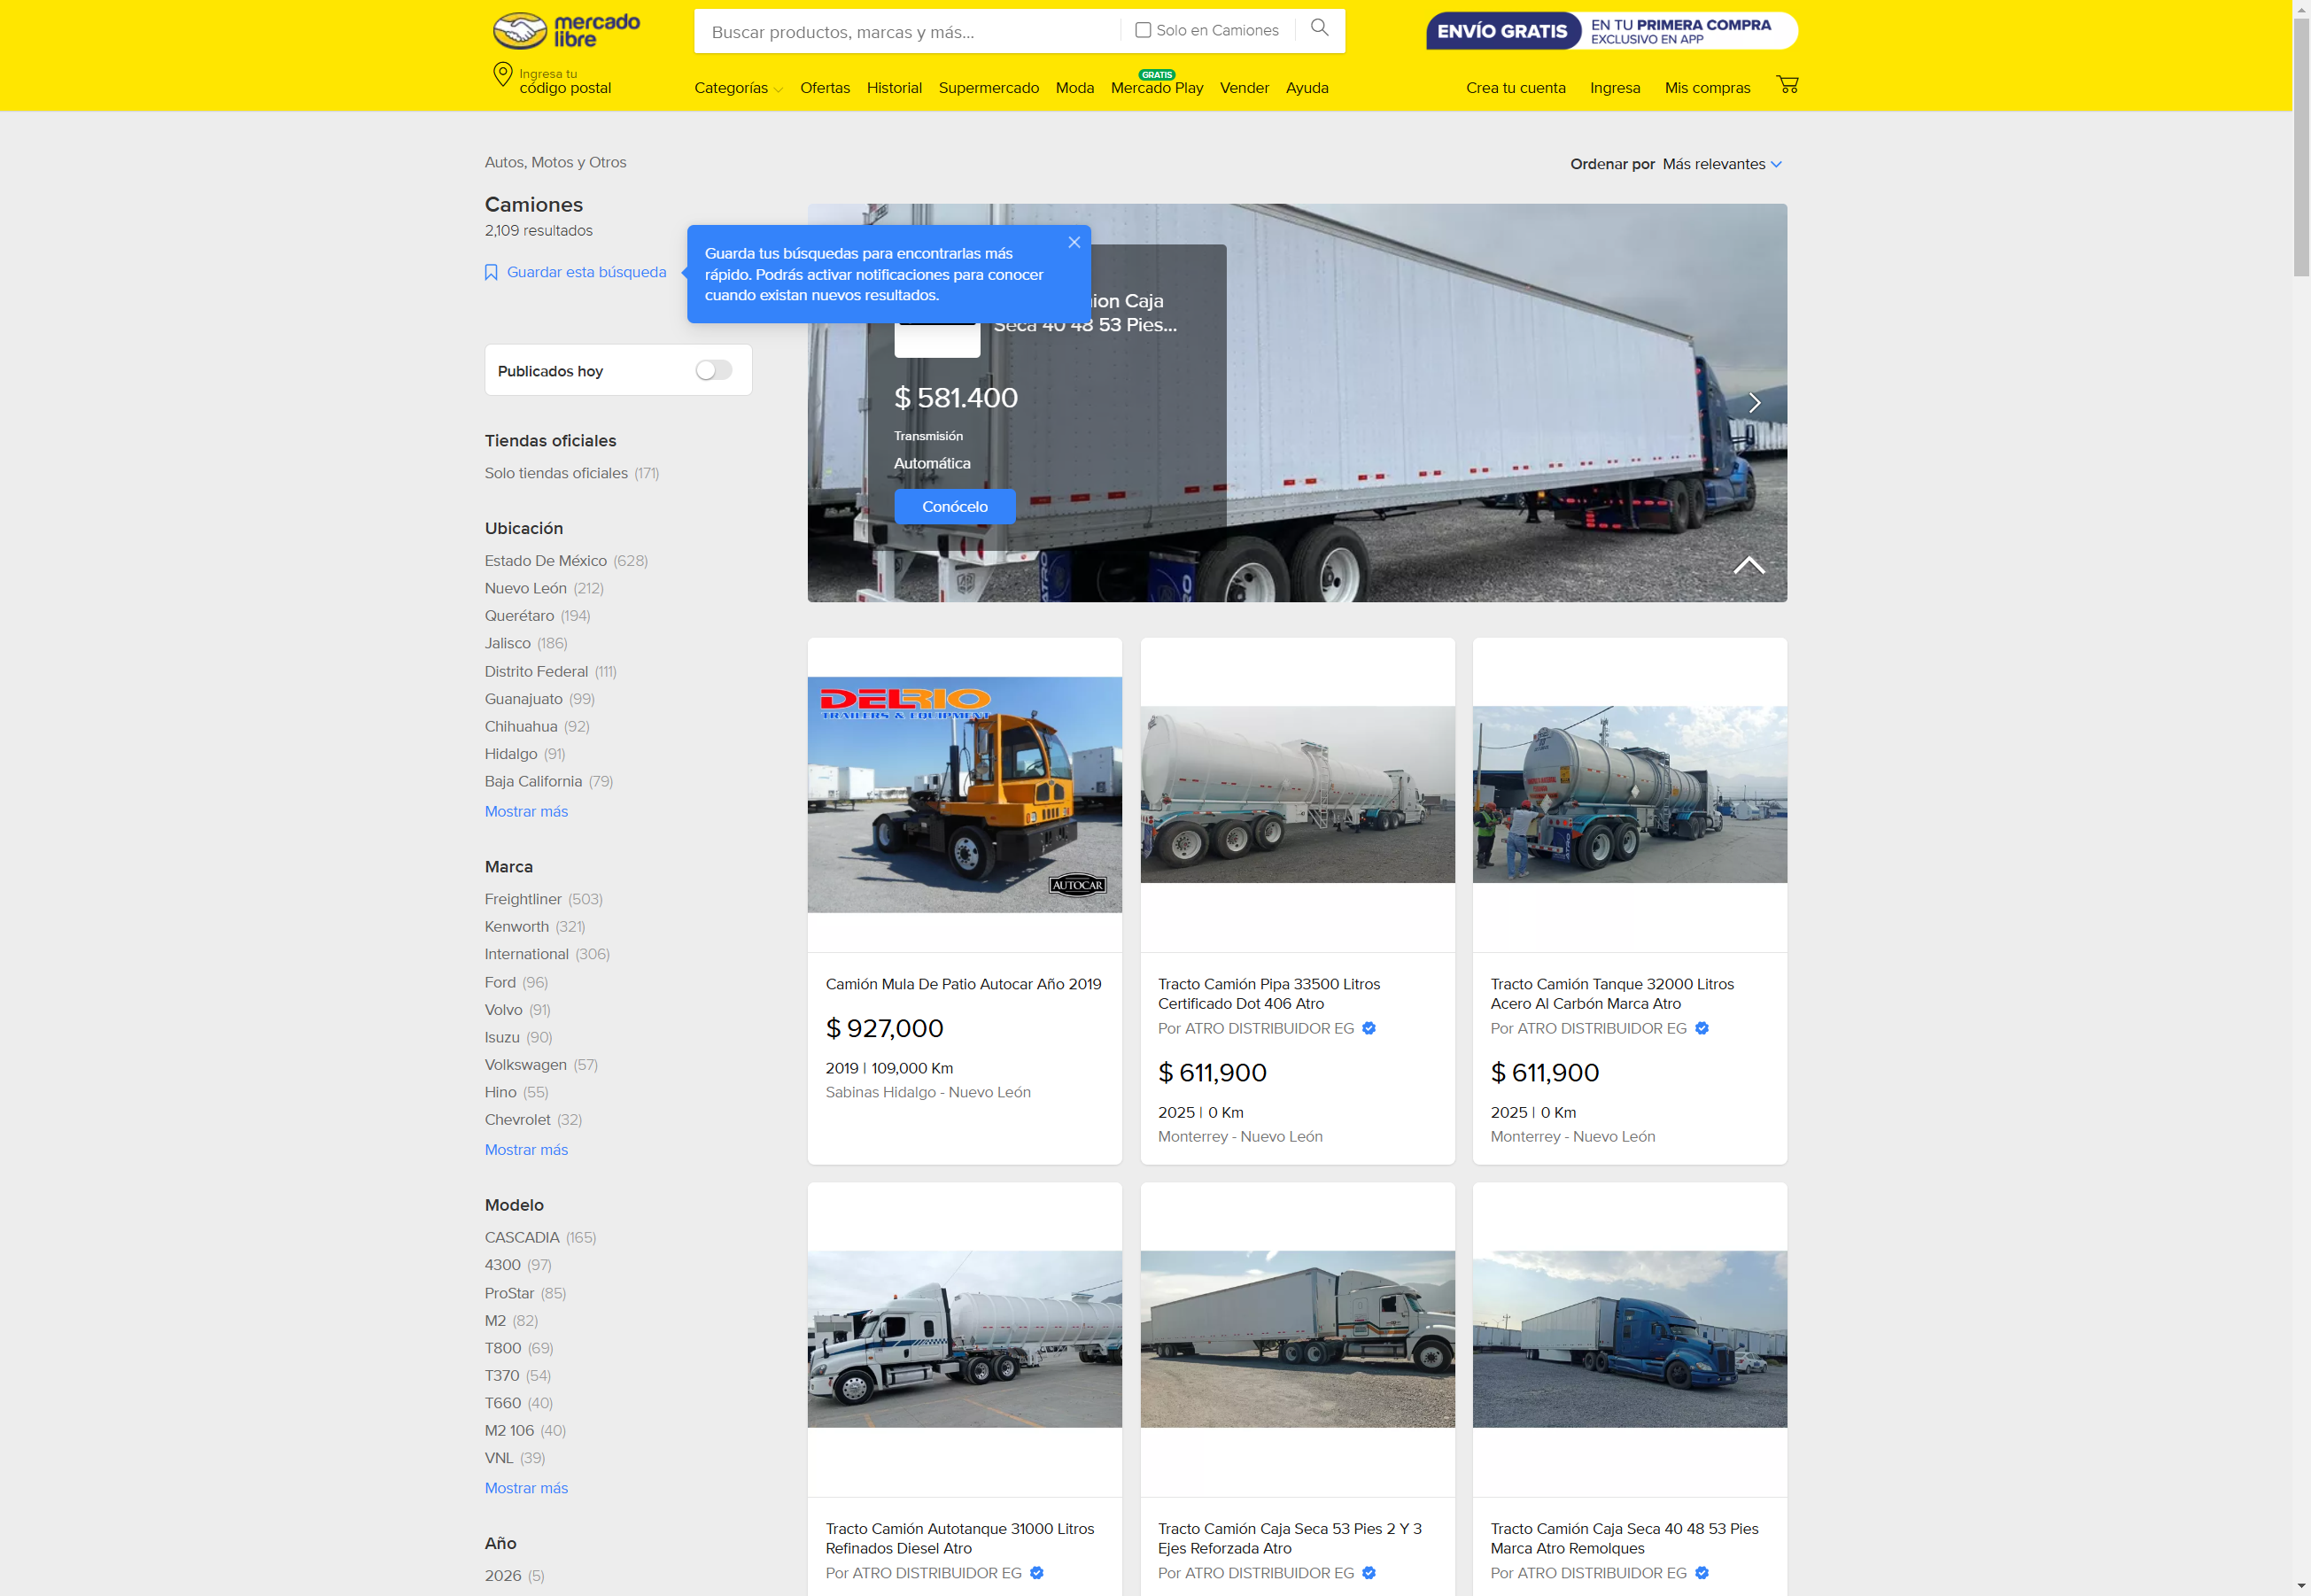 mercado
libre
Buscar productos, marcas y más...
Solo en Camiones
ENVÍO GRATIS
EN TU PRIMERA COMPRA
EXCLUSIVO EN APP
Ingresa tu
código postal
Categorías
Ofertas
Historial
Supermercado
Moda
GRATIS
Mercado Play
Vender
Ayuda
Crea tu cuenta
Ingresa
Mis compras
Autos, Motos y Otros
Ordenar por Más relevantes
Camiones
2,109 resultados
Guardar esta búsqueda
Guarda tus búsquedas para encontrarlas más
rápido. Podrás activar notificaciones para conocer
cuando existan nuevos resultados.
Publicados hoy
Tiendas oficiales
Solo tiendas oficiales (171)
Ubicación
Estado De México (628)
Nuevo León (212)
Querétaro (194)
Jalisco (186)
Distrito Federal (111)
Guanajuato (99)
Chihuahua (92)
Hidalgo (91)
Baja California (79)
Mostrar más
Marca
Freightliner (503)
Kenworth (321)
International (306)
Ford (96)
Volvo (91)
Isuzu (90)
Volkswagen (57)
Hino (55)
Chevrolet (32)
Mostrar más
Modelo
CASCADIA (165)
4300 (97)
ProStar (85)
M2 (82)
T800 (69)
T370 (54)
T660 (40)
M2 106 (40)
VNL (39)
Mostrar más
Año
2026 (5)
Caja
Seca 40 48 53 Pies...
$ 581.400
Transmisión
Automática
Conócelo
DELRIO
TRAILERS & EQUIPMENT
AUTOCAR
Camión Mula De Patio Autocar Año 2019
$ 927,000
2019 | 109,000 Km
Sabinas Hidalgo - Nuevo León
Tracto Camión Pipa 33500 Litros
Certificado Dot 406 Atro
Por ATRO DISTRIBUIDOR EG
$ 611,900
2025 | 0 Km
Monterrey - Nuevo León
Tracto Camión Tanque 32000 Litros
Acero Al Carbón Marca Atro
Por ATRO DISTRIBUIDOR EG
$ 611,900
2025 | 0 Km
Monterrey - Nuevo León
Tracto Camión Autotanque 31000 Litros
Refinados Diesel Atro
Por ATRO DISTRIBUIDOR EG
Tracto Camión Caja Seca 53 Pies 2 Y 3
Ejes Reforzada Atro
Por ATRO DISTRIBUIDOR EG
Tracto Camión Caja Seca 40 48 53 Pies
Marca Atro Remolques
Por ATRO DISTRIBUIDOR EG